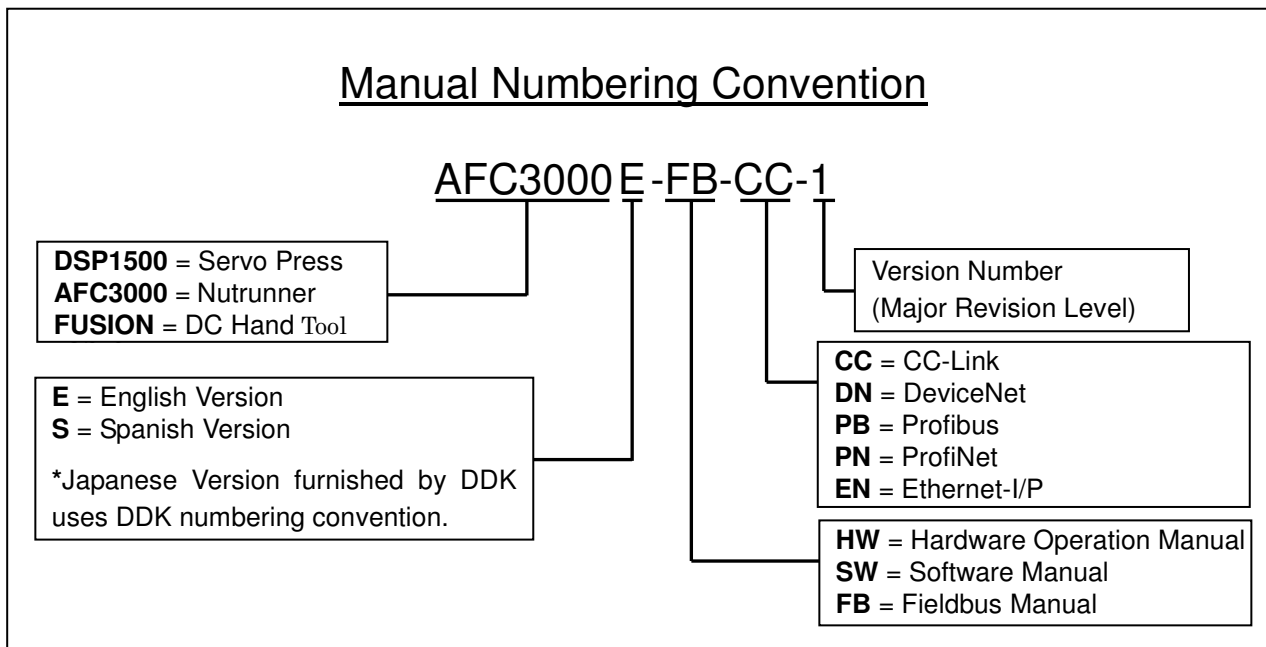 Manual Numbering Convention
AFC3000E-FB-CC-1
DSP1500 = Servo Press
AFC3000 = Nutrunner
FUSION = DC Hand Tool
E = English Version
S = Spanish Version
*Japanese Version furnished by DDK
uses DDK numbering convention.
Version Number
(Major Revision Level)
CC = CC-Link
DN = DeviceNet
PB = Profibus
PN = ProfiNet
EN = Ethernet-I/P
HW = Hardware Operation Manual
SW = Software Manual
FB = Fieldbus Manual